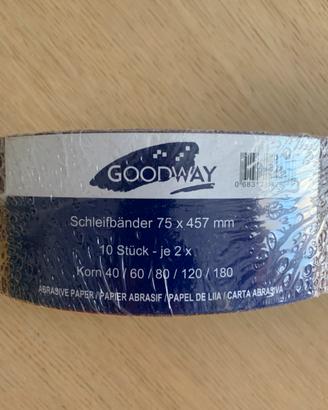 GOODWAY
Schleifbänder 75 x 457 mm
10 Stück - je 2 x
Korn 40 / 60 / 80 / 120 / 180
ABRASIVE PAPER / PAPIER ABRASIF / PAPEL DE LIIA / CARTA ABRASIVA